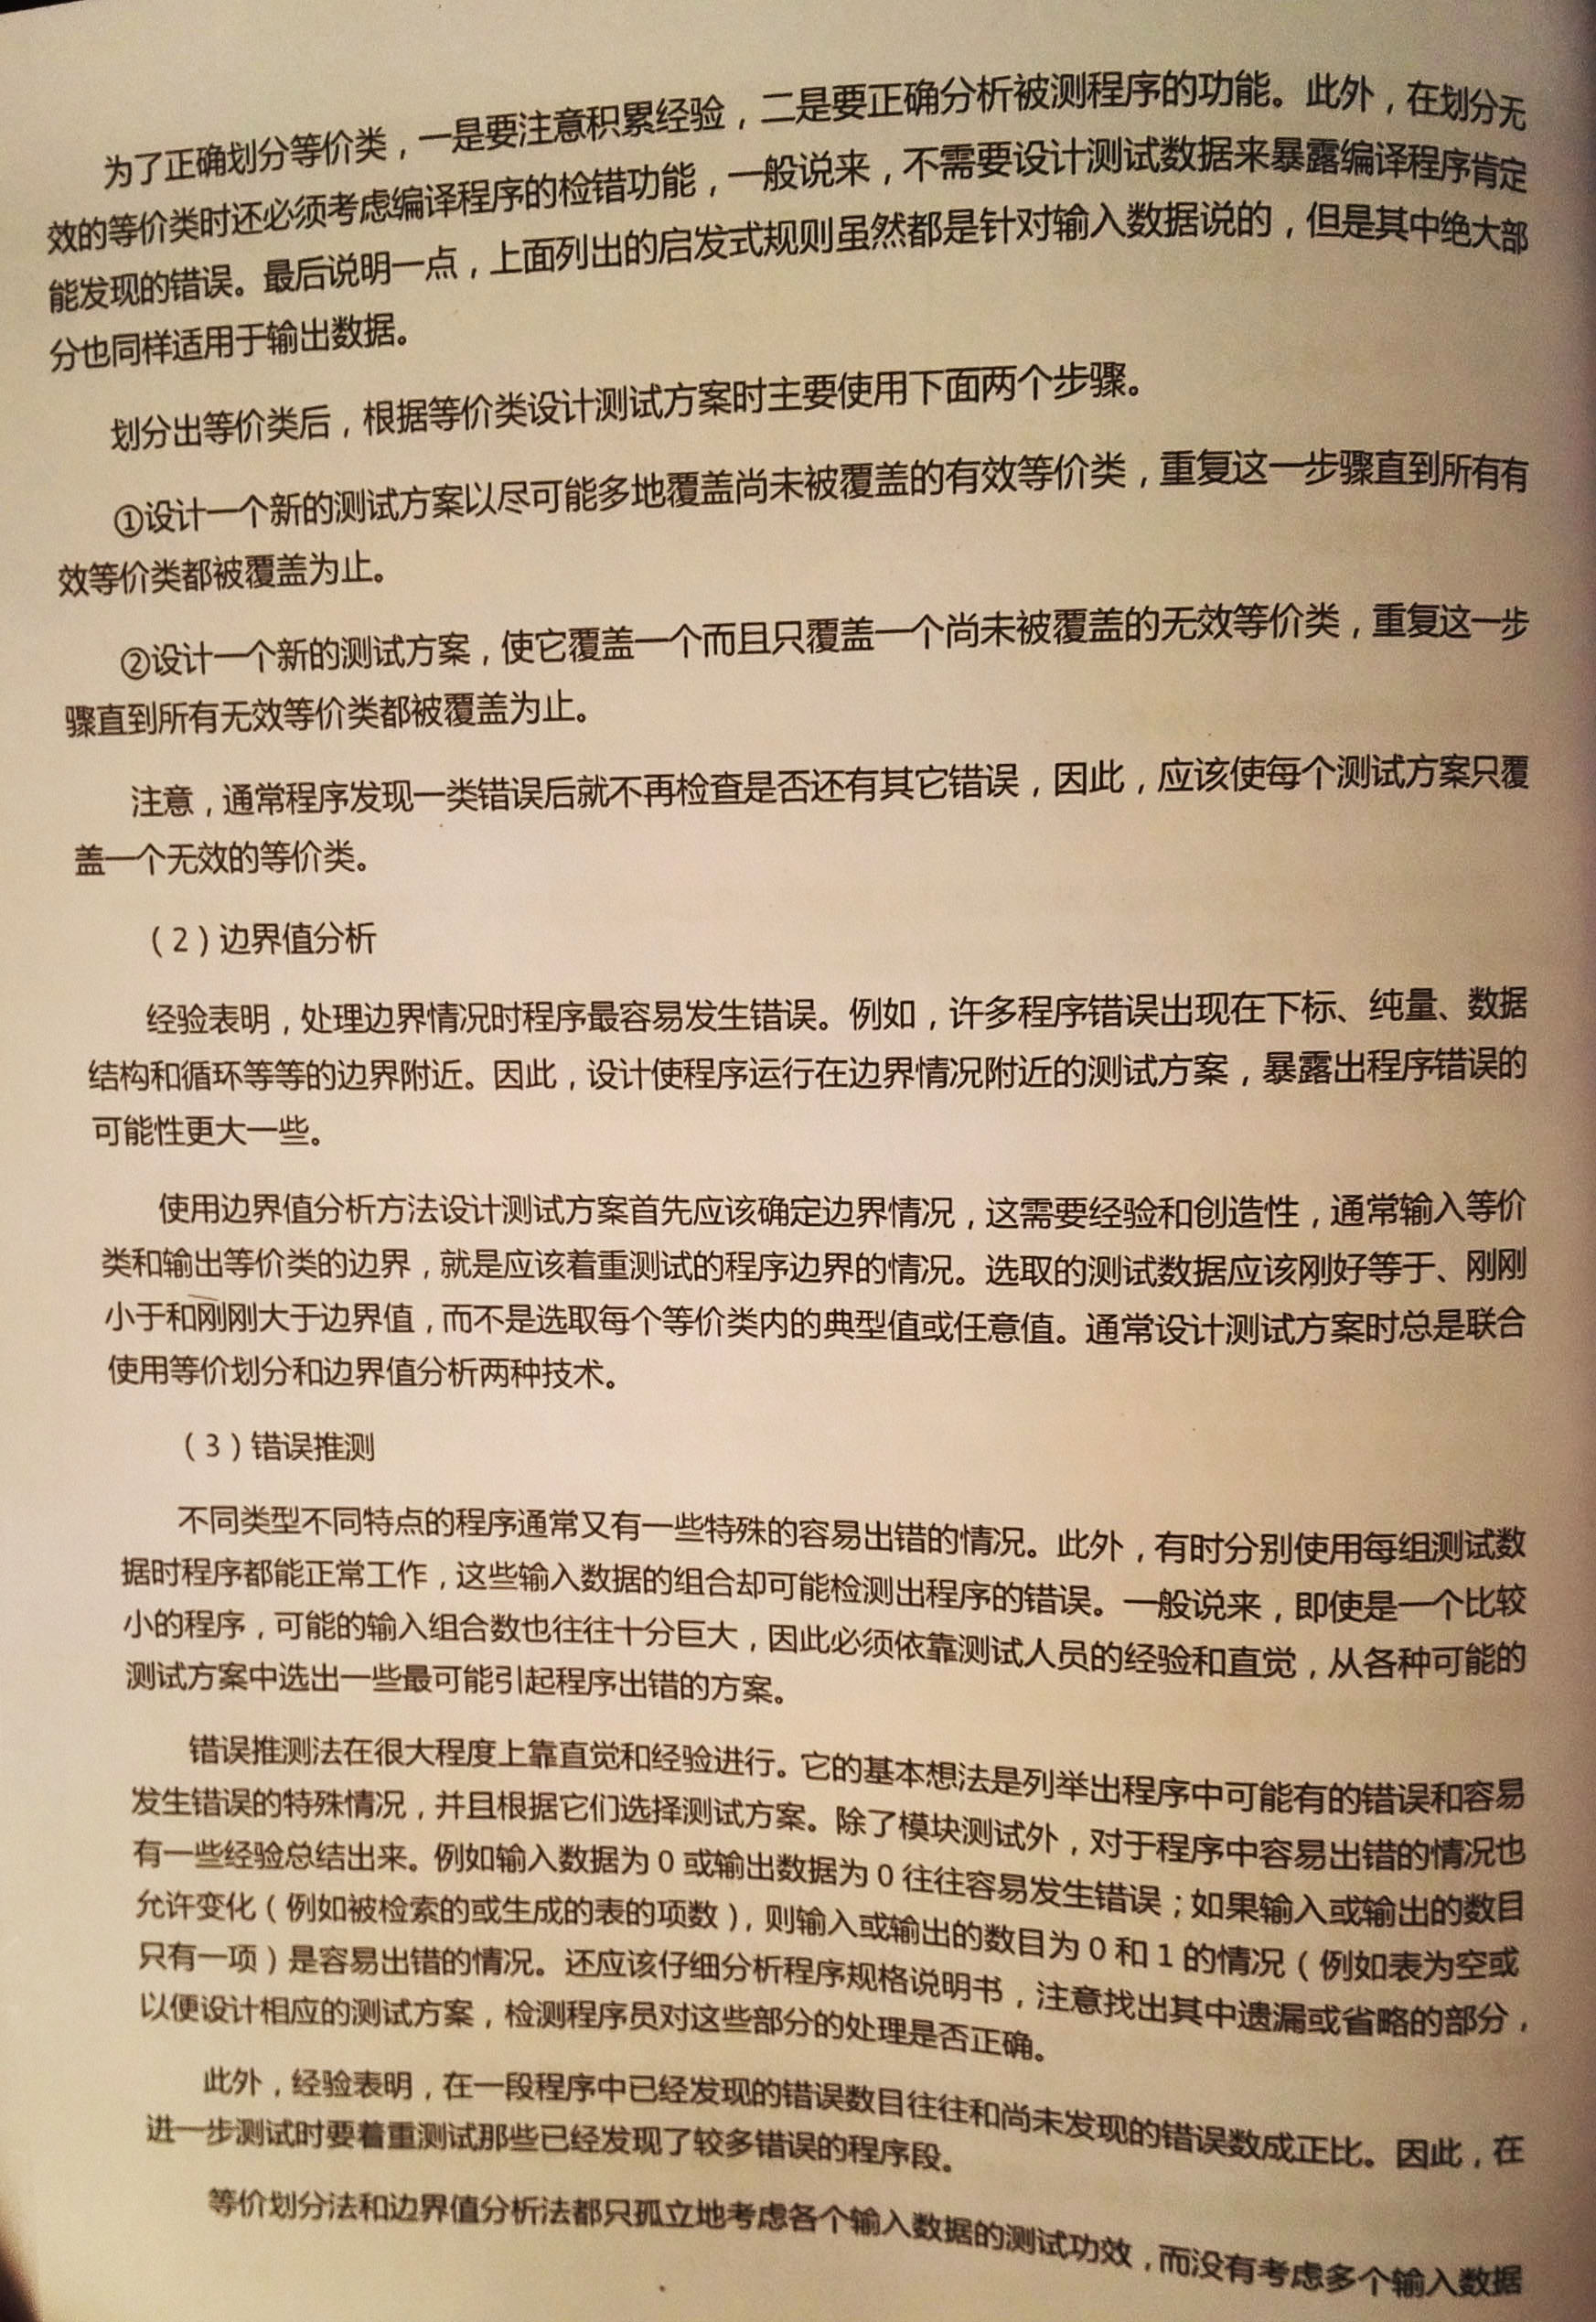 为了正确划分等价类，一是要注意积累经验，二是要正确分析被测程序的功能。此外，在划分无
效的等价类时还必须考虑编译程序的检错功能，一般说来，不需要设计测试数据来暴露编译程序肯定
能发现的错误。最后说明一点，上面列出的启发式规则虽然都是针对输入数据说的，但是其中绝大部
分也同样适用于输出数据。
划分出等价类后，根据等价类设计测试方案时主要使用下面两个步骤。
①设计一个新的测试方案以尽可能多地覆盖尚未被覆盖的有效等价类，重复这一步骤直到所有有
效等价类都被覆盖为止。
②设计一个新的测试方案，使它覆盖一个而且只覆盖一个尚未被覆盖的无效等价类，重复这一步
骤直到所有无效等价类都被覆盖为止。
注意，通常程序发现一类错误后就不再检查是否还有其它错误，因此，应该使每个测试方案只覆
盖一个无效的等价类。
（2）边界值分析
经验表明，处理边界情况时程序最容易发生错误。例如，许多程序错误出现在下标、纯量、数据
结构和循环等等的边界附近。因此，设计使程序运行在边界情况附近的测试方案，暴露出程序错误的
可能性更大一些。
使用边界值分析方法设计测试方案首先应该确定边界情况，这需要经验和创造性，通常输入等价
类和输出等价类的边界，就是应该着重测试的程序边界的情况。选取的测试数据应该刚好等于、刚刚
小于和刚刚大于边界值，而不是选取每个等价类内的典型值或任意值。通常设计测试方案时总是联合
使用等价划分和边界值分析两种技术。
（3）错误推测
不同类型不同特点的程序通常又有一些特殊的容易出错的情况。此外，有时分别使用每组测试数
据时程序都能正常工作，这些输入数据的组合却可能检测出程序的错误。一般说来，即使是一个比较
小的程序，可能的输入组合数也往往十分巨大，因此必须依靠测试人员的经验和直觉，从各种可能的
测试方案中选出一些最可能引起程序出错的方案。
错误推测法在很大程度上靠直觉和经验进行。它的基本想法是列举出程序中可能有的错误和容易
发生错误的特殊情况，并且根据它们选择测试方案。除了模块测试外，对于程序中容易出错的情况也
有一些经验总结出来。例如输入数据为 0 或输出数据为 0 往往容易发生错误；如果输入或输出的数目
允许变化（例如被检索的或生成的表的项数），则输入或输出的数目为 0 和 1 的情况（例如表为空或
只有一项）是容易出错的情况。还应该仔细分析程序规格说明书，注意找出其中遗漏或省略的部分，
以便设计相应的测试方案，检测程序员对这些部分的处理是否正确。
此外，经验表明，在一段程序中已经发现的错误数目往往和尚未发现的错误数成正比。因此，在
进一步测试时要着重测试那些已经发现了较多错误的程序段。
等价划分法和边界值分析法都只孤立地考虑各个输入数据的测试功效，而没有考虑多个输入数据